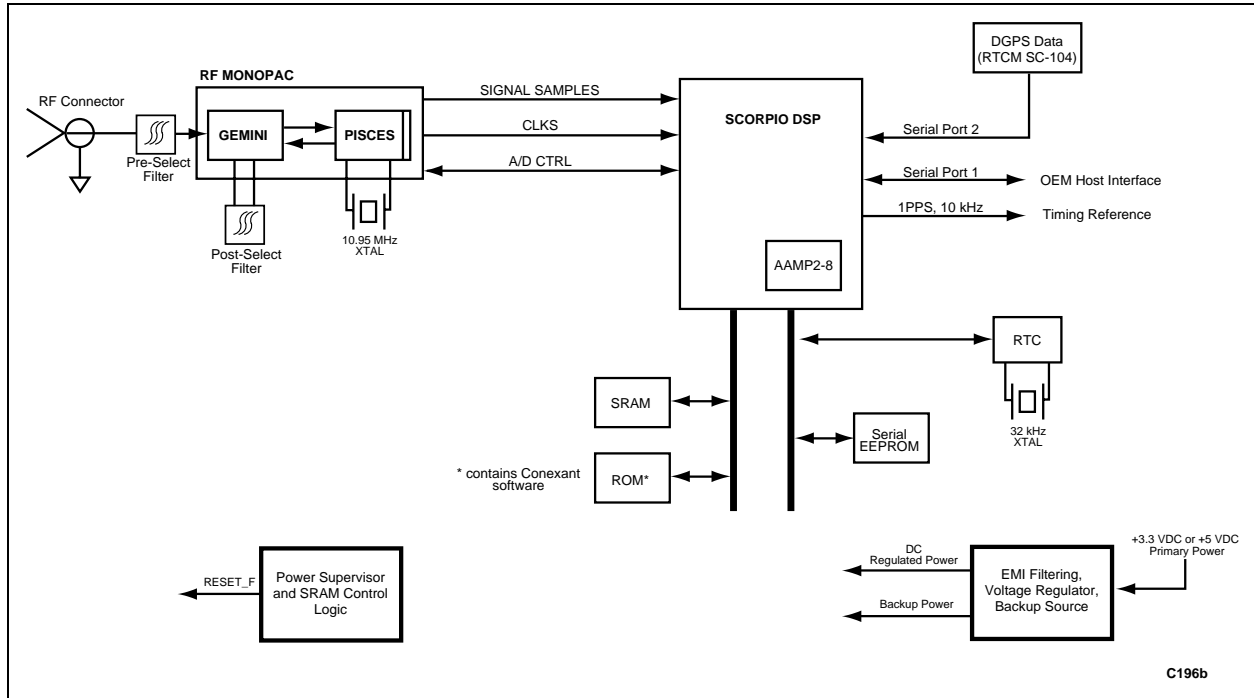 DGPS Data
(RTCM SC-104)
RF MONOPAC
RF Connector
SIGNAL SAMPLES
SCORPIO DSP
GEMINI
PISCES
CLKS
Serial Port 2
Pre-Select
Filter
A/D CTRL
Serial Port 1
OEM Host Interface
1PPS, 10 kHz
Timing Reference
Post-Select
Filter
10.95 MHz
XTAL
AAMP2-8
RTC
SRAM
32 kHz
XTAL
Serial
EEPROM
* contains Conexant
software
ROM*
+3.3 VDC or +5 VDC
Primary Power
DC
Regulated Power
RESET_F
Power Supervisor
and SRAM Control
Logic
EMI Filtering,
Voltage Regulator,
Backup Source
Backup Power
C196b